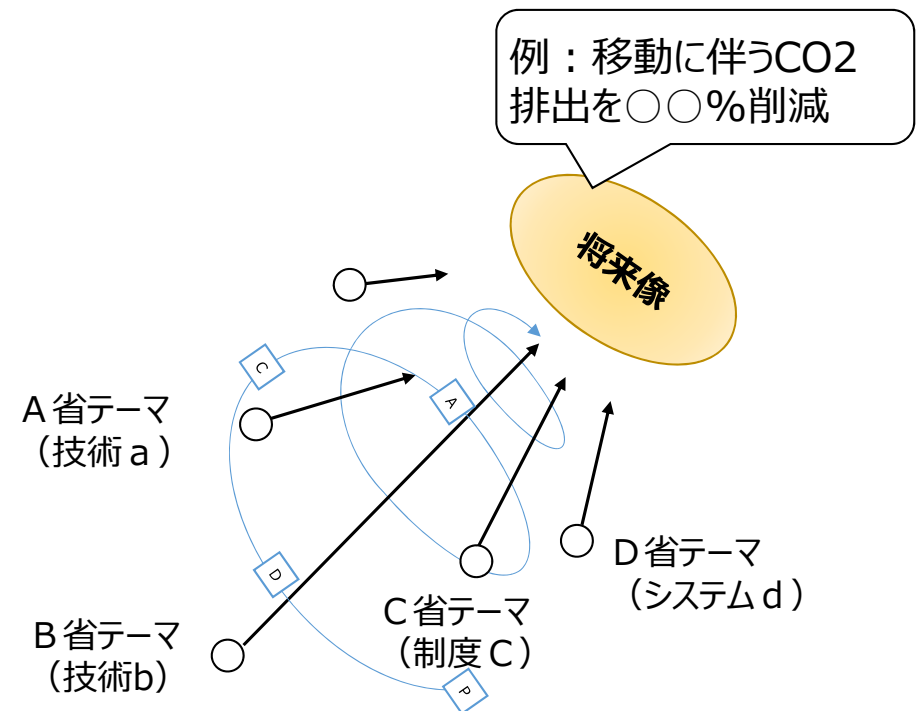 例：移動に伴うCO2
排出を○○%削減
将来像
C
A
Ａ省テーマ
（技術ａ）
D
Ｄ省テーマ
（システムｄ）
Ｃ省テーマ
（制度Ｃ）
Ｂ省テーマ
（技術b）
P